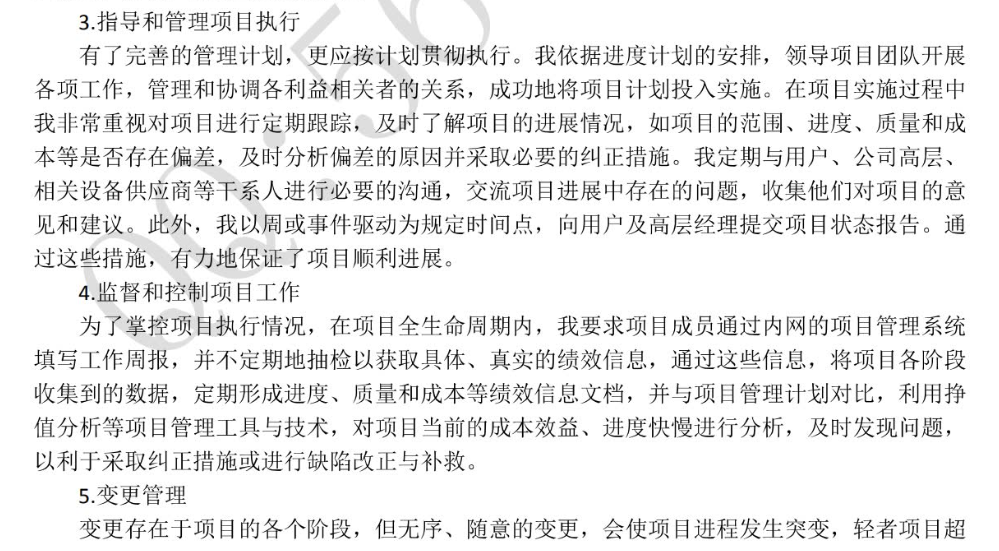 3.指导和管理项目执行
有了完善的管理计划，更应按计划贯彻执行。我依据进度计划的安排，领导项目团队开展
各项工作，管理和协调各利益相关者的关系，成功地将项目计划投入实施。在项目实施过程中
我非常重视对项目进行定期跟踪，及时了解项目的进展情况，如项目的范围、进度、质量和成
本等是否存在偏差，及时分析偏差的原因并采取必要的纠正措施。我定期与用户、公司高层、
相关设备供应商等干系人进行必要的沟通，交流项目进展中存在的问题，收集他们对项目的意
见和建议。此外，我以周或事件驱动为规定时间点，向用户及高层经理提交项目状态报告。通
过这些措施，有力地保证了项目顺利进展。
4.监督和控制项目工作
为了掌控项目执行情况，在项目全生命周期内，我要求项目成员通过内网的项目管理系统
填写工作周报，并不定期地抽检以获取具体、真实的绩效信息，通过这些信息，将项目各阶段
收集到的数据，定期形成进度、质量和成本等绩效信息文档，并与项目管理计划对比，利用挣
值分析等项目管理工具与技术，对项目当前的成本效益、进度快慢进行分析，及时发现问题，
以利于采取纠正措施或进行缺陷改正与补救。
5.变更管理
变更存在于项目的各个阶段，但无序、随意的变更，会使项目进程发生突变，轻者项目超